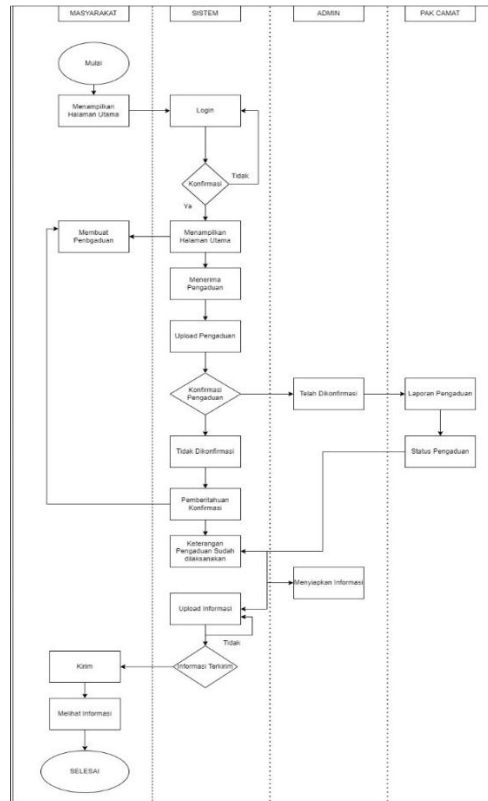 MASYARAKAT
SISTEM
ADMIN
PAK CAMAT
Mulai
Menampilkan
Halaman Utama
Login
Tidak
Konfirmasi
Ya
Membuat
Penbgaduan
Menampilkan
Halaman Utama
Menerima
Pengaduan
Upload Pengaduan
Konfirmasi
Pengaduan
Telah Dikonfirmasi
Laporan Pengaduan
Tidak Dikonfirmasi
Status Pengaduan
Pemberitahuan
Konfirmasi
Keterangan
Pengaduan Sudah
dilaksanakan
Menyiapkan Informasi
Upload Informasi
Tidak
Kirim
Informasi Terkirim
Melihat Informasi
SELESAI